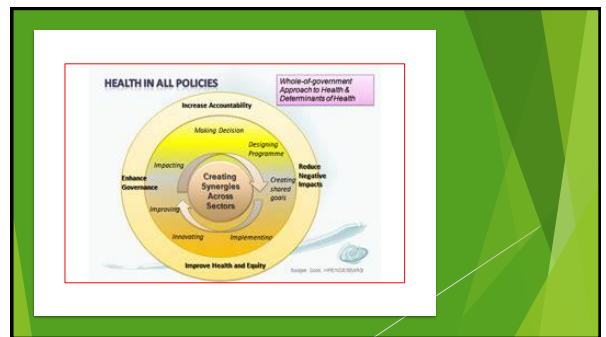 HEALTH IN ALL POLICIES
Whole-of-government
Approach to Health &
Determinants of Health
Increase Accountability
Making Decision
Designing
Programme
Impacting
Reduce
Negative
Impacts
Creating
Synergies
Across
Sectors
Enhance
Governance
Creating
shared
goals
Improving
Innovating
Implementing
Improve Health and Equity